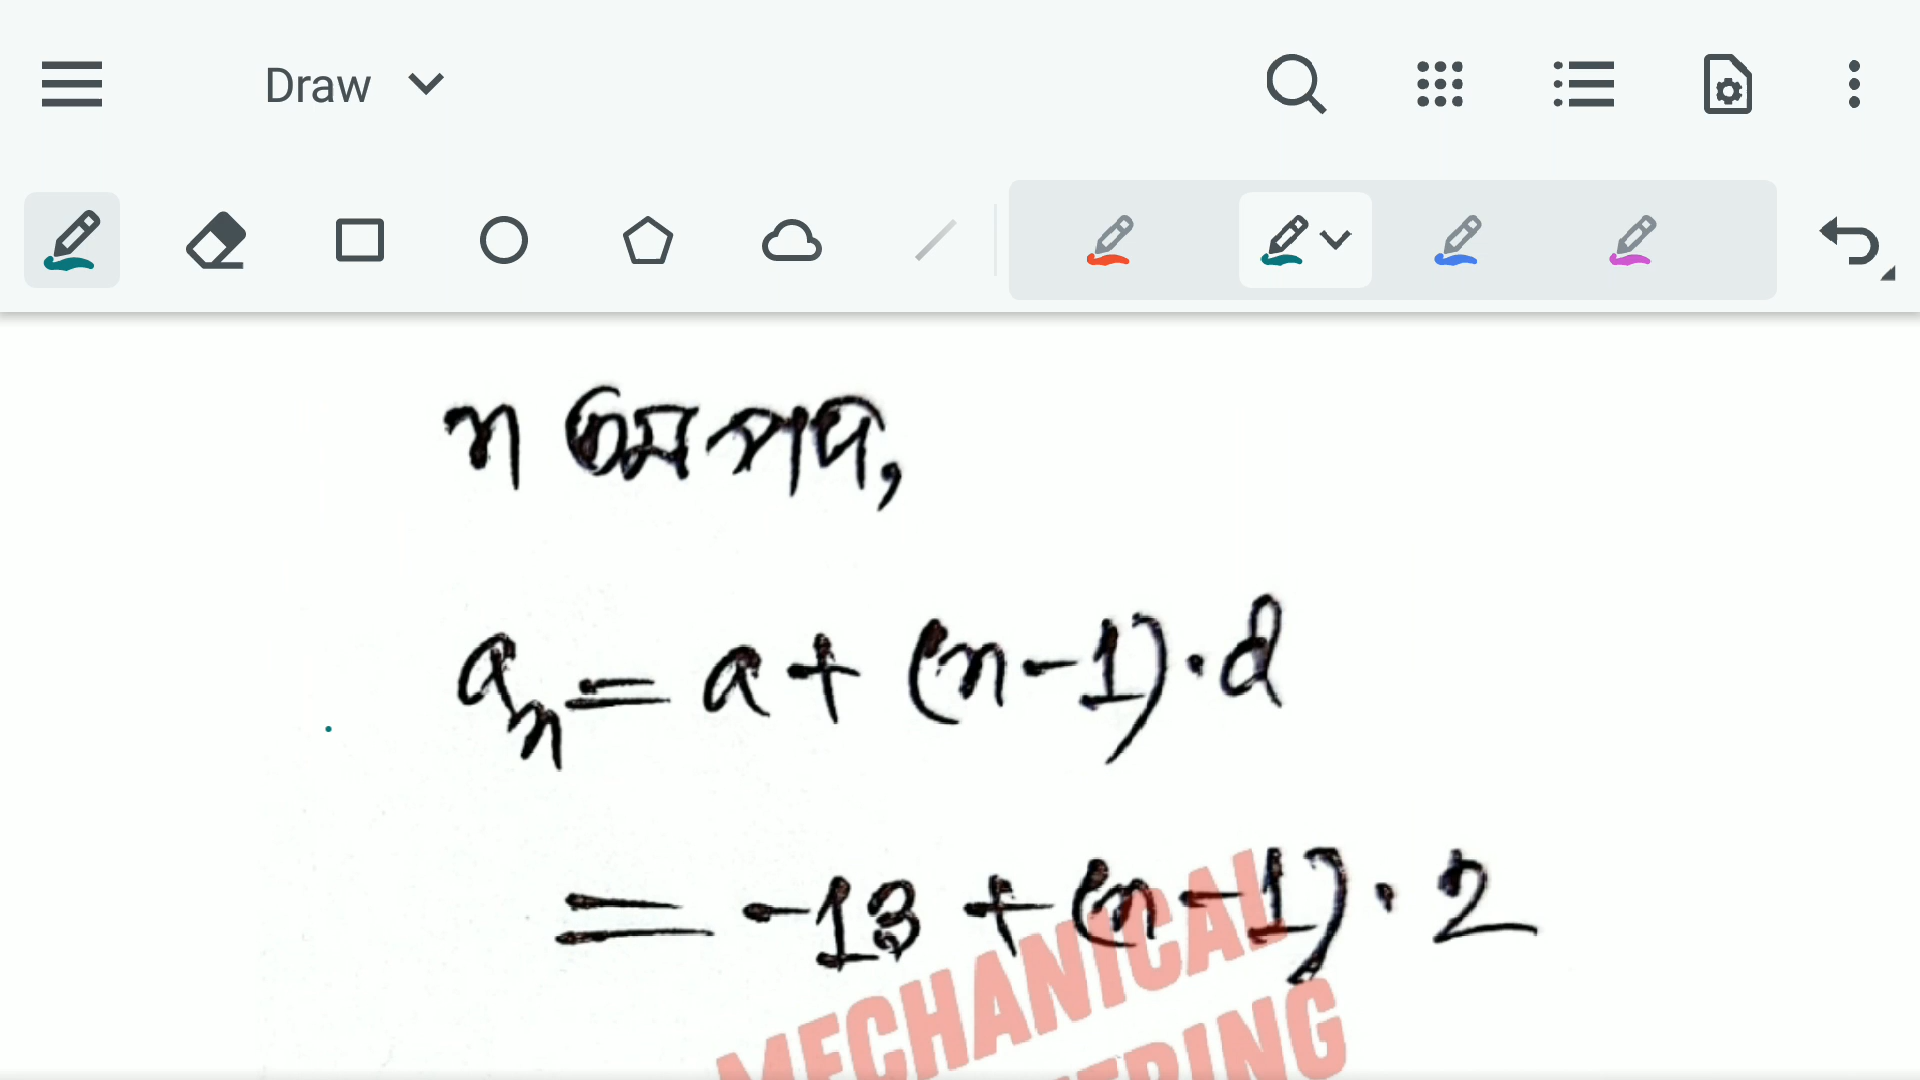 Draw
n তম পদ,
aₙ = a + (n-1)·d
= -13 + (n-1)·2
MECHANICAL